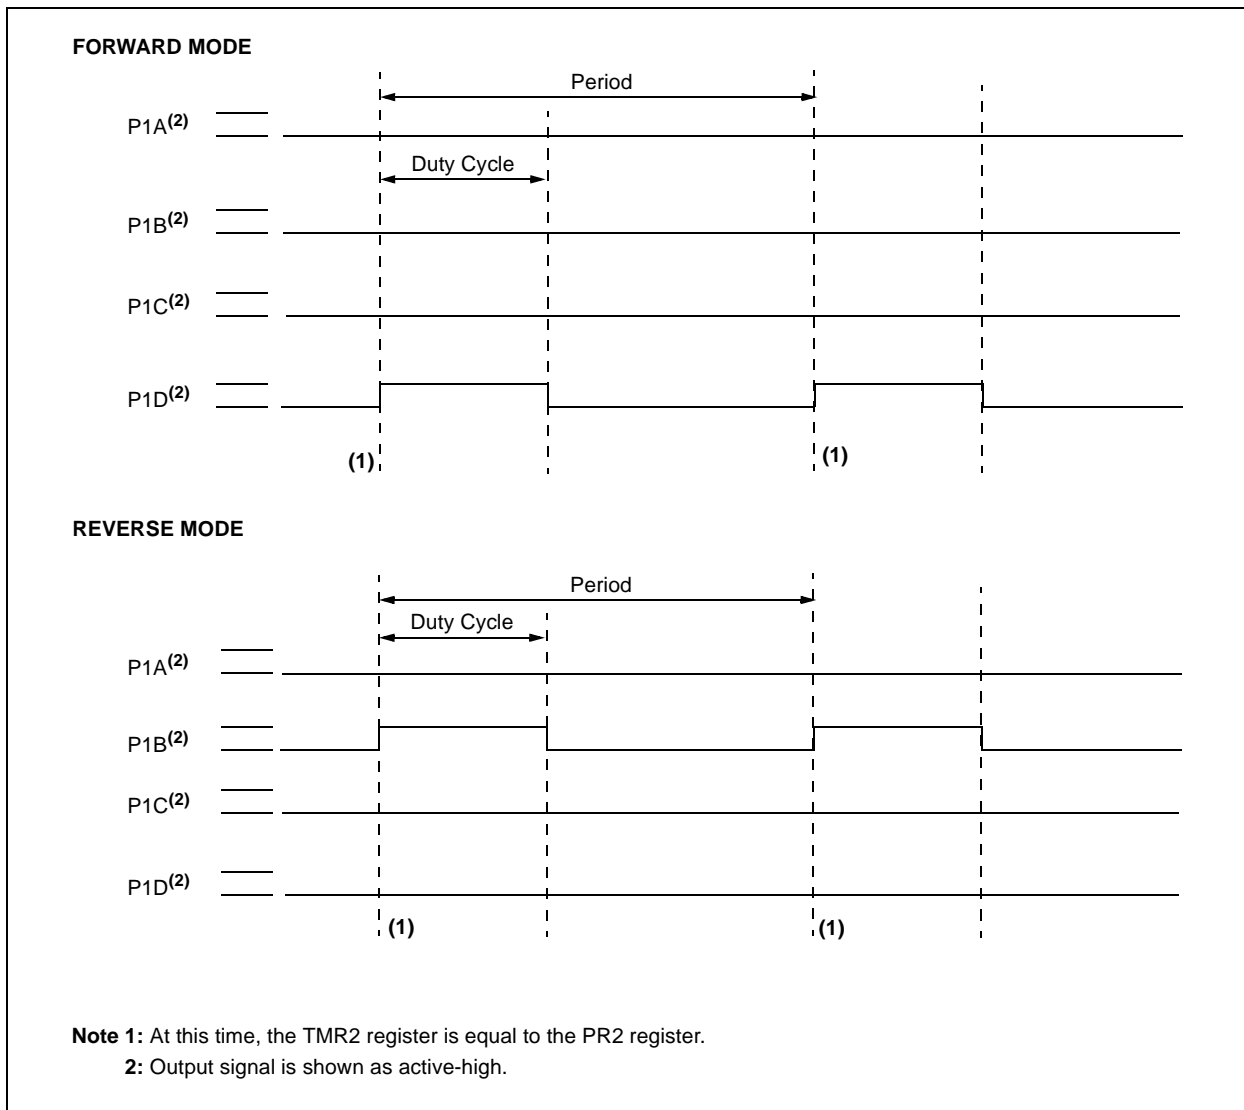 FORWARD MODE
Period
P1A(2)
Duty Cycle
P1B(2)
P1C(2)
P1D(2)
(1) (1)
REVERSE MODE
Period
Duty Cycle
P1A(2)
P1B(2)
P1C(2)
P1D(2)
(1) (1)
Note 1: At this time, the TMR2 register is equal to the PR2 register.
2: Output signal is shown as active-high.